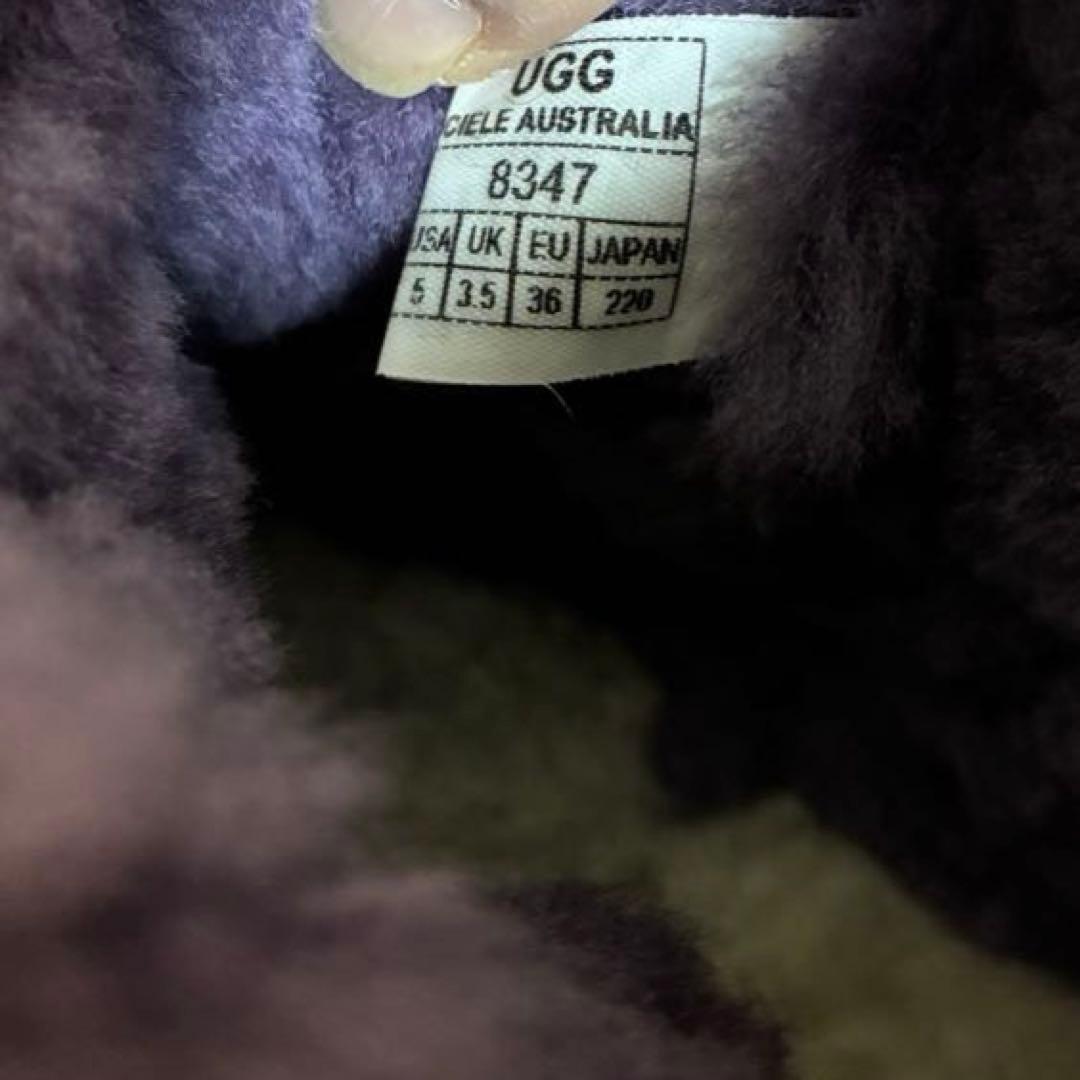 UGG
CIELE AUSTRALIA
8347
USA UK EU JAPAN
5 3.5 36 220